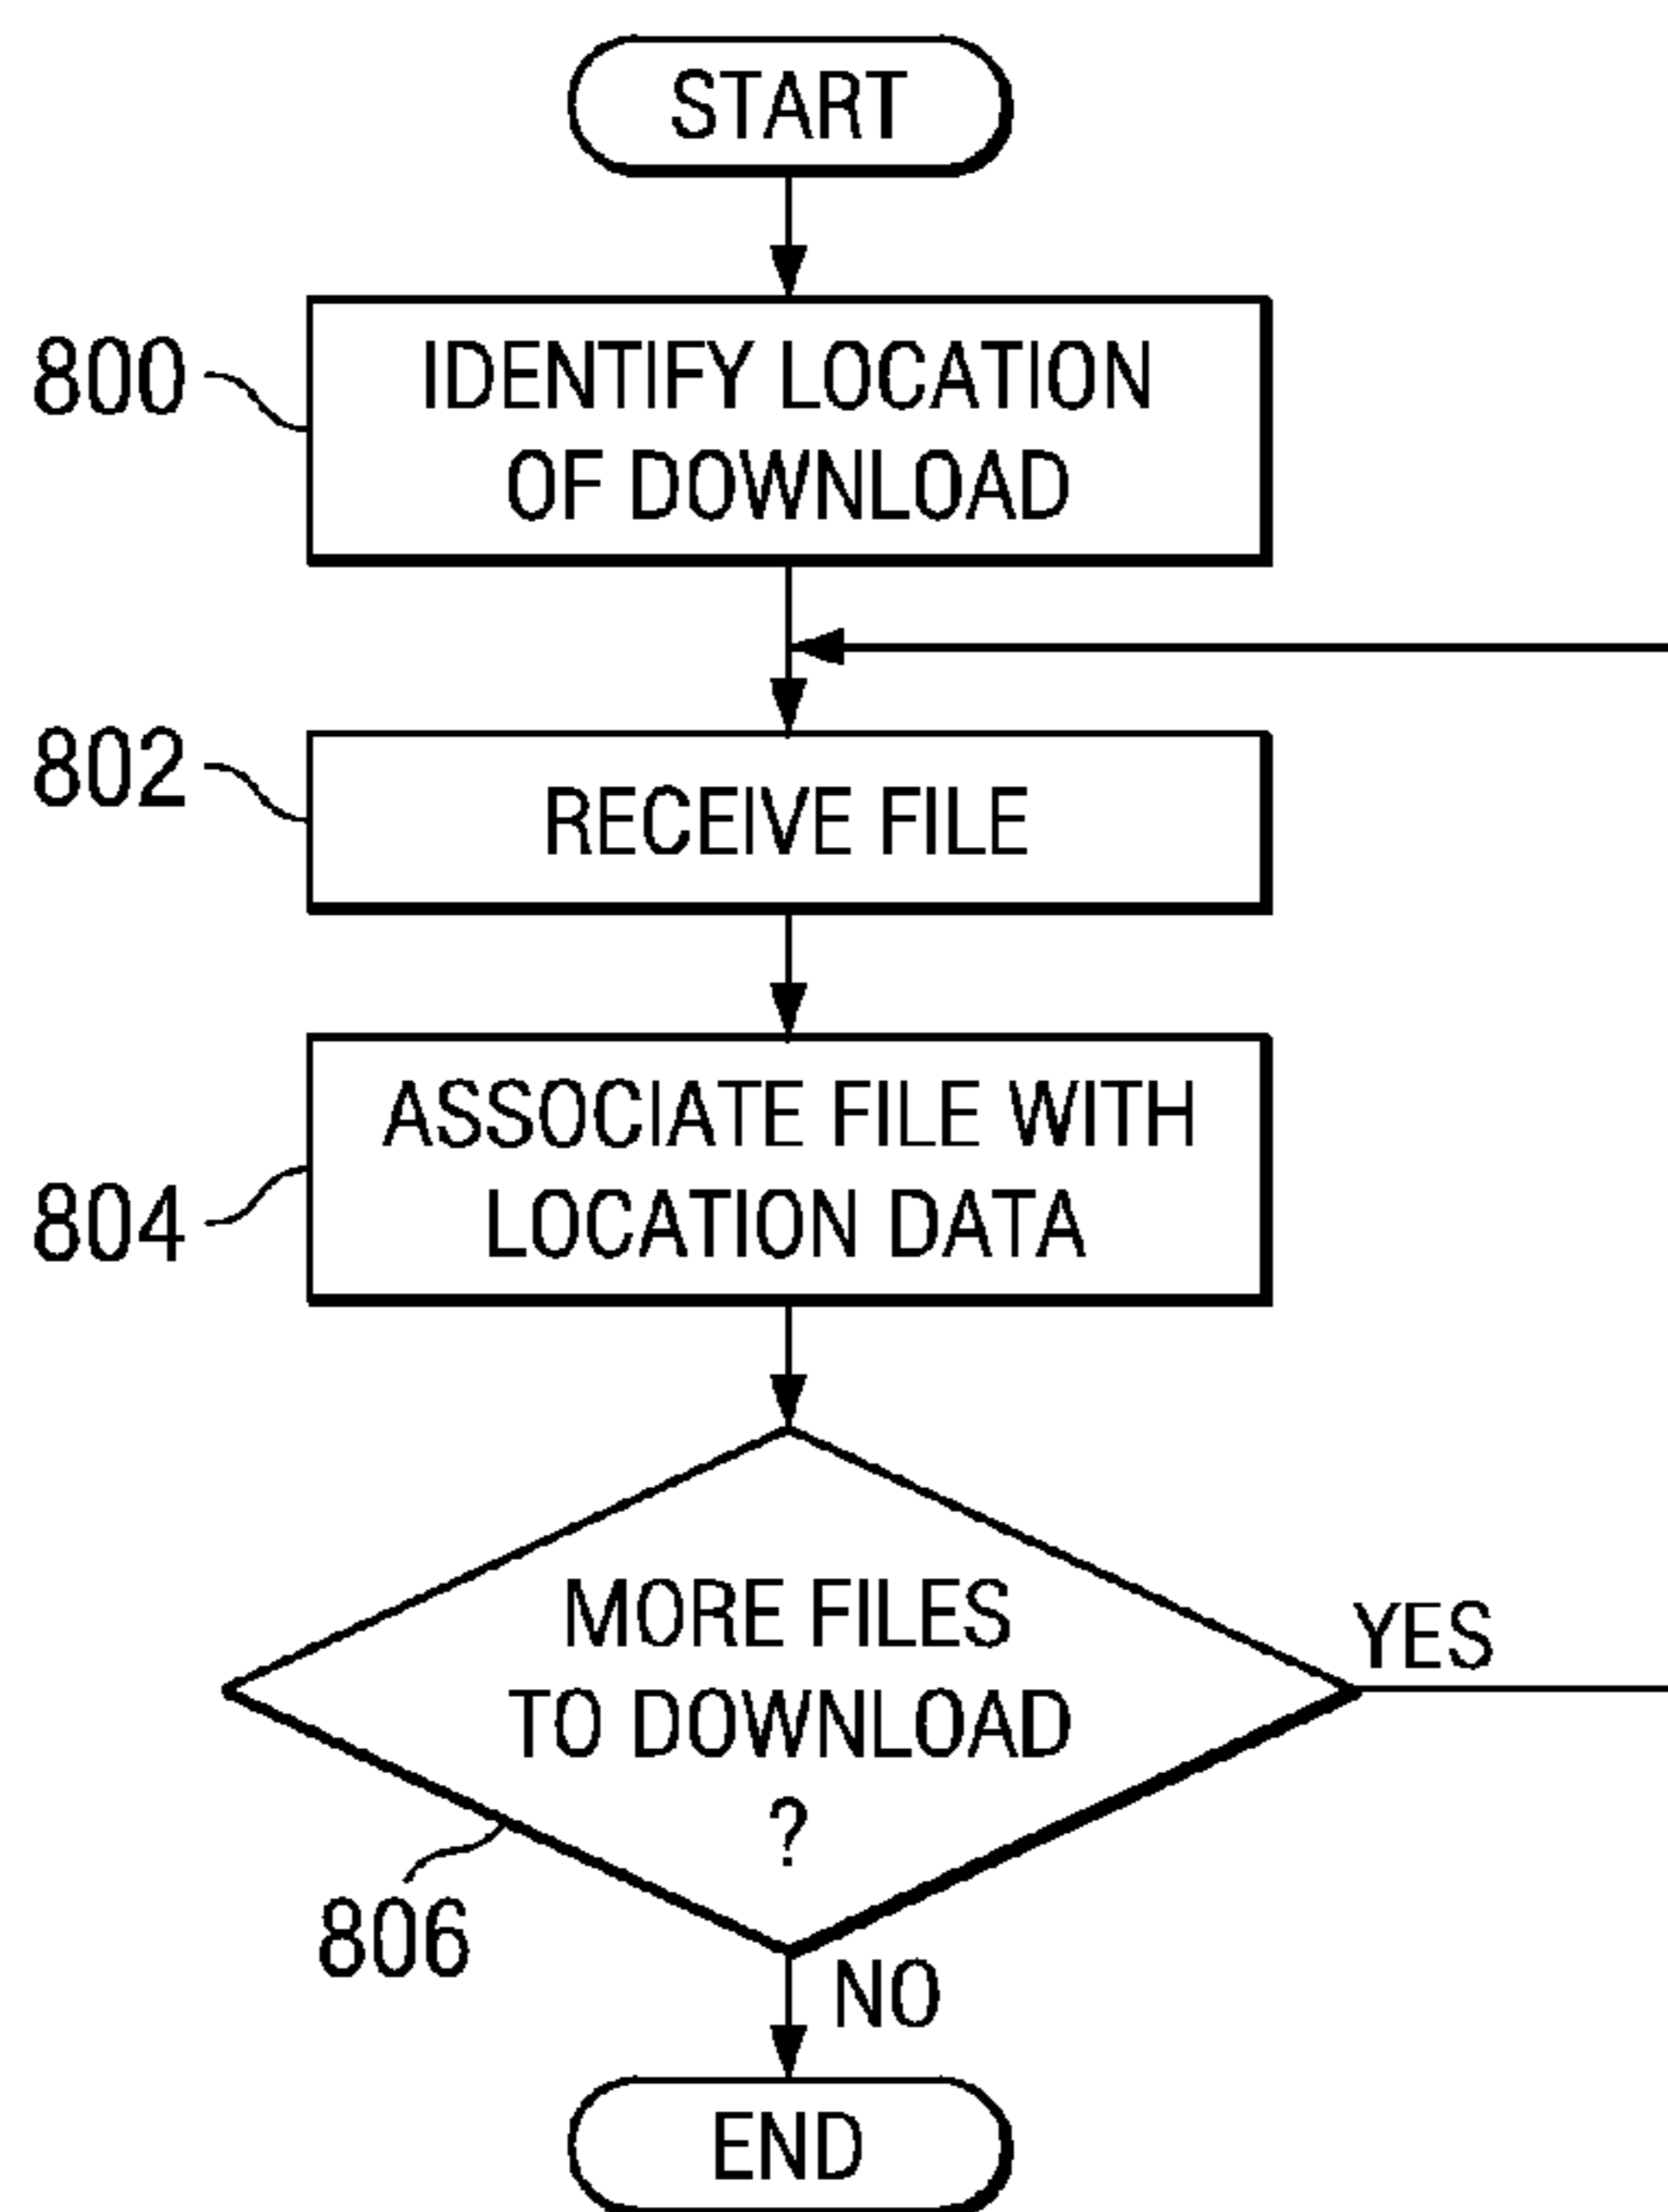 START
800
IDENTIFY LOCATION
OF DOWNLOAD
802
RECEIVE FILE
804
ASSOCIATE FILE WITH
LOCATION DATA
MORE FILES
TO DOWNLOAD
?
YES
806
NO
END